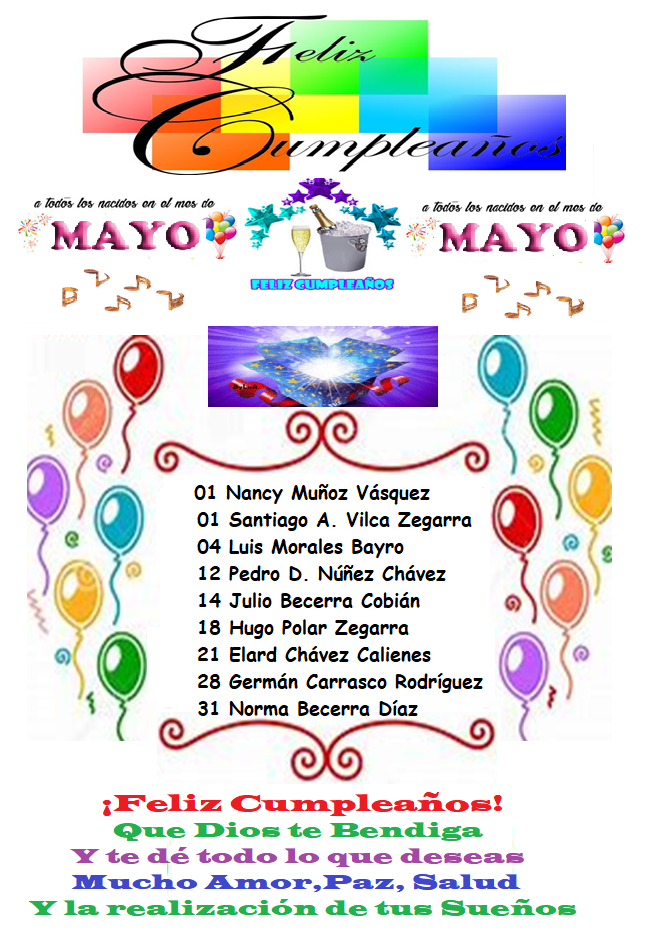 Feliz
Cumpleaños
a Todos los nacidos en el mes de
MAYO
FELIZ CUMPLEAÑOS
a Todos los nacidos en el mes de
MAYO
01 Nancy Muñoz Vásquez
01 Santiago A. Vilca Zegarra
04 Luis Morales Bayro
12 Pedro D. Núñez Chávez
14 Julio Becerra Cobián
18 Hugo Polar Zegarra
21 Elard Chávez Calienes
28 Germán Carrasco Rodríguez
31 Norma Becerra Díaz
¡Feliz Cumpleaños!
Que Dios te Bendiga
Y te dé todo lo que deseas
Mucho Amor,Paz, Salud
Y la realización de tus Sueños